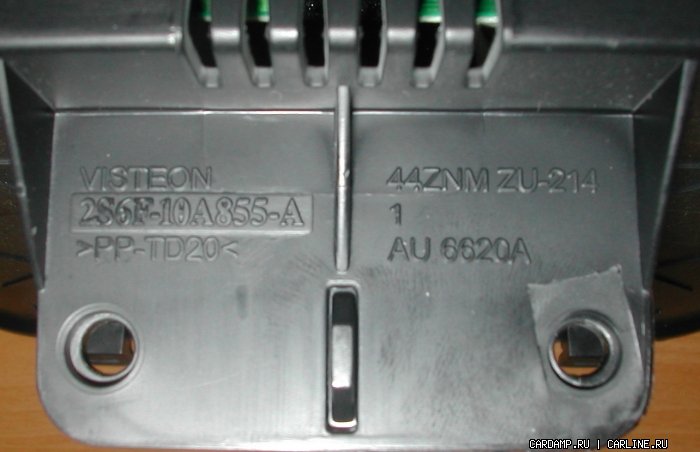 VISTEON
2S6F-10A855-A
>PP-TD20<
44ZNM ZU-214
1
AU 6620A
CARDAMP.RU | CARLINE.RU